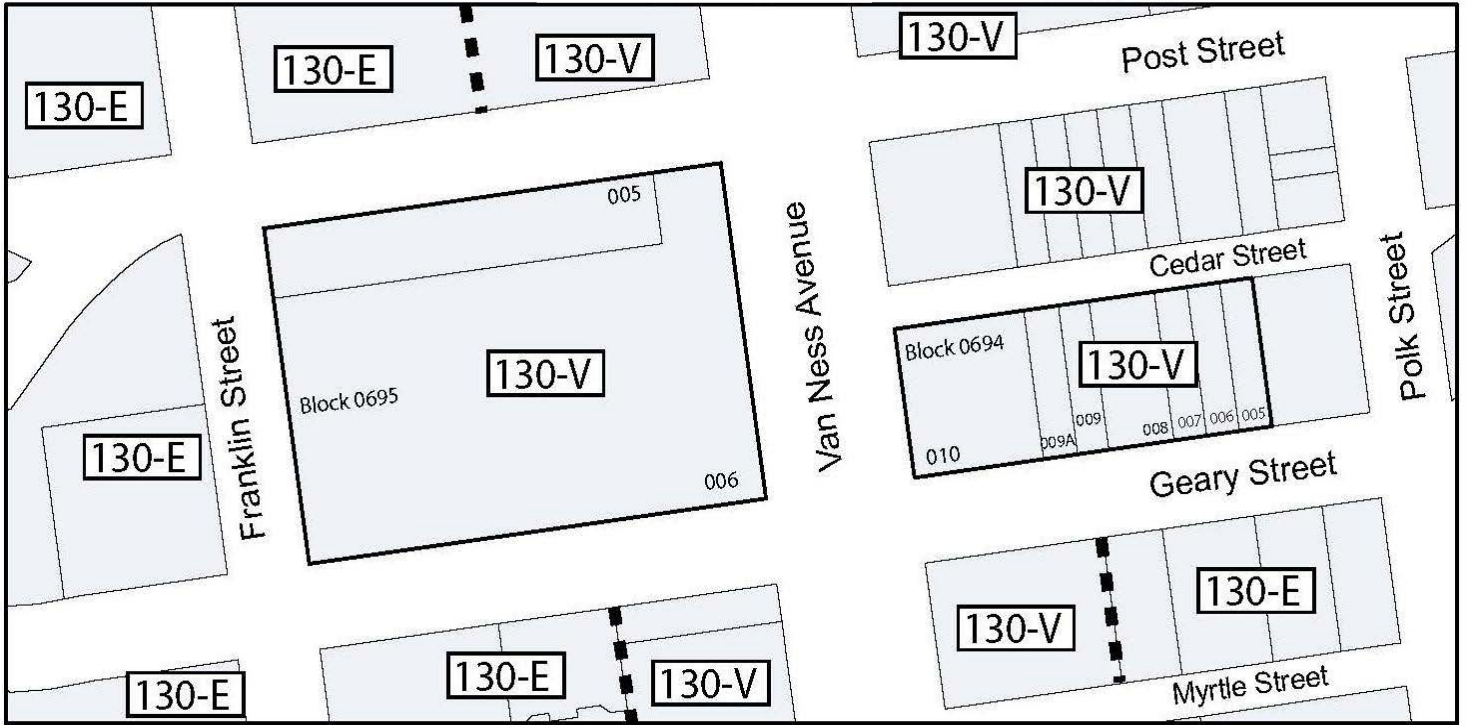 130-E
130-E
130-V
130-V
Post Street
005
130-V
Cedar Street
Franklin Street
Block 0695
130-V
006
Van Ness Avenue
Block 0694
130-V
010
009A
009
008
007
006
005
Polk Street
130-E
Geary Street
130-E
130-E
130-V
130-V
130-E
Myrtle Street